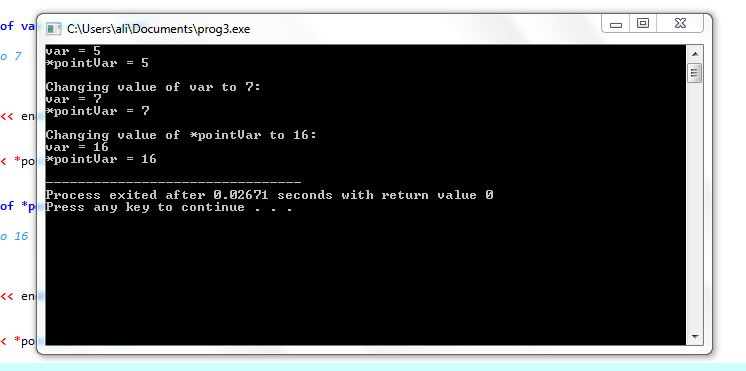 C:\Users\ali\Documents\prog3.exe
var = 5
*pointVar = 5
Changing value of var to 7:
var = 7
*pointVar = 7
Changing value of *pointVar to 16:
var = 16
*pointVar = 16
--------------------------------
Process exited after 0.02671 seconds with return value 0
Press any key to continue . . .
of va
o 7
<< en
< *po
of *p
o 16
<< en
< *po